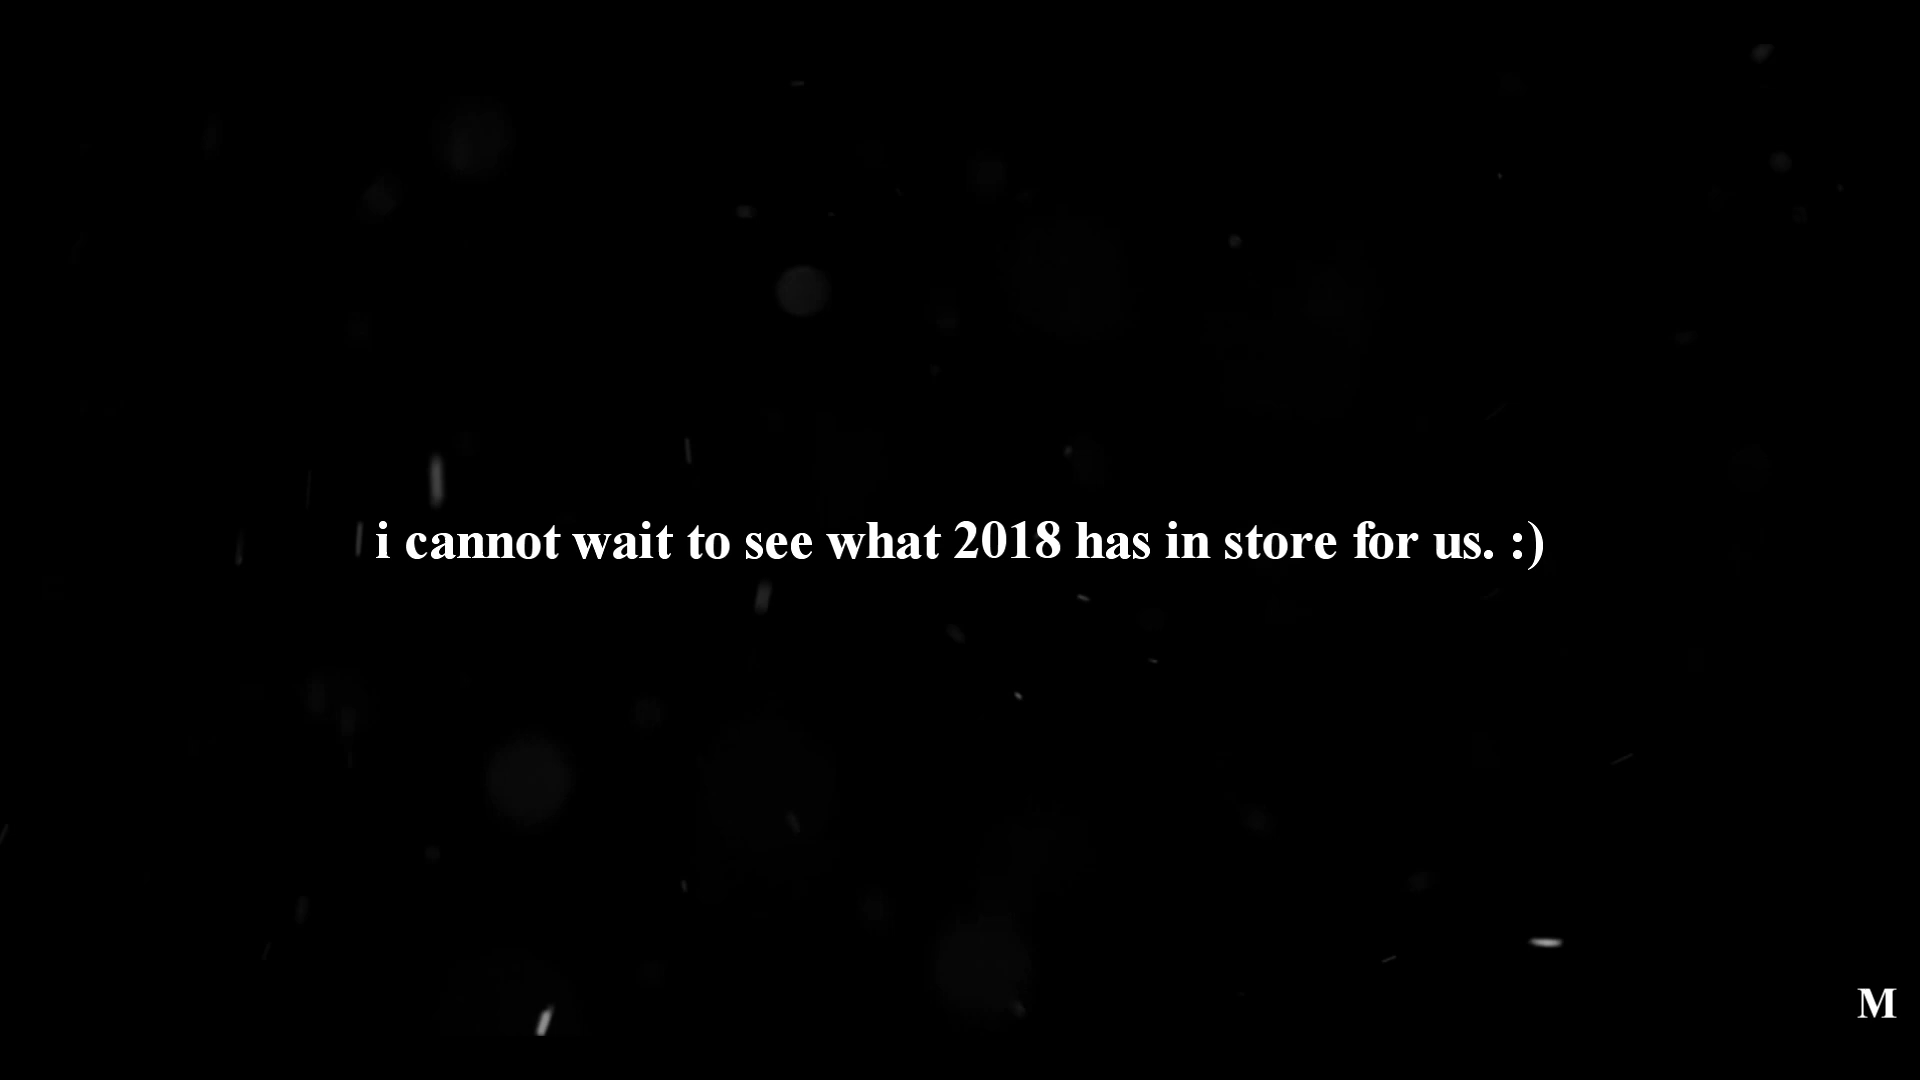 i cannot wait to see what 2018 has in store for us. :)
M